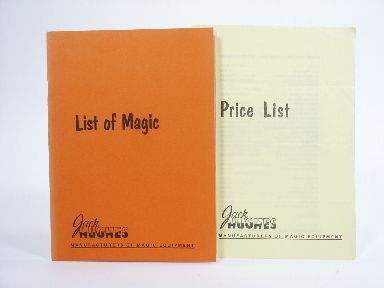 List of Magic
Jack
HUGHES
MANUFACTURERS OF MAGIC EQUIPMENT
Price List
Jack
HUGHES
MANUFACTURERS OF MAGIC EQUIPMENT